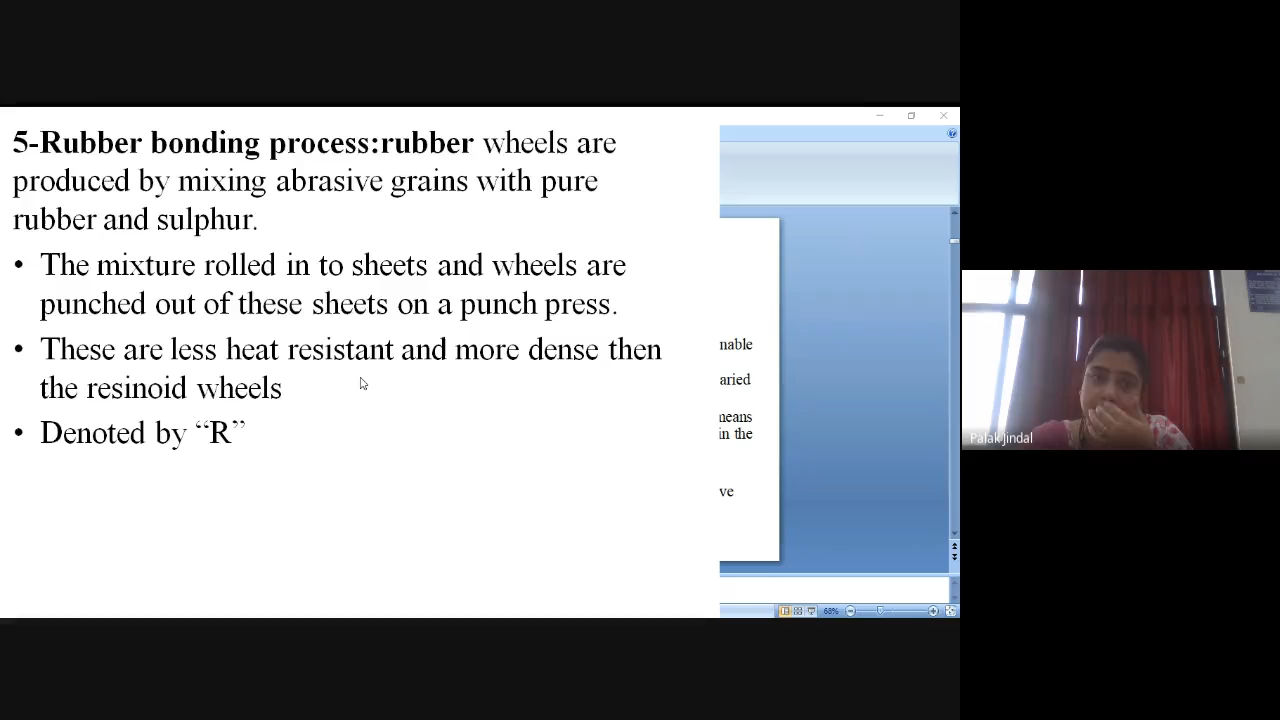 5-Rubber bonding process:rubber wheels are
produced by mixing abrasive grains with pure
rubber and sulphur.
• The mixture rolled in to sheets and wheels are
punched out of these sheets on a punch press.
• These are less heat resistant and more dense then
the resinoid wheels
• Denoted by “R”
nable
aried
means
in the
ve
68%
Palak Jindal